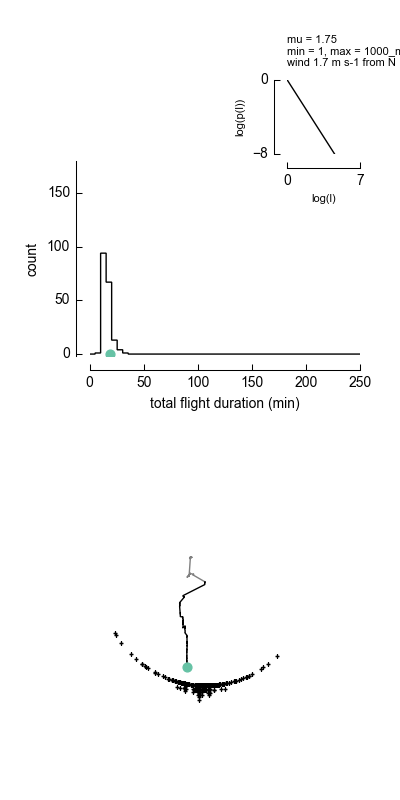 mu = 1.75
min = 1, max = 1000_m
wind 1.7 m s-1 from N
0
log(p(l))
−8
0 7
log(l)
150
100
count
50
0
0 50 100 150 200 250
total flight duration (min)